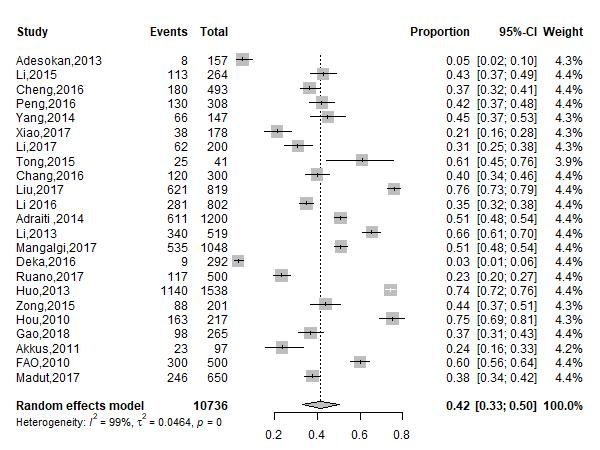 Study Events Total Proportion 95%-CI Weight
Adesokan,2013 8 157 0.05 [0.02; 0.10] 4.3%
Li,2015 113 264 0.43 [0.37; 0.49] 4.4%
Cheng,2016 180 493 0.37 [0.32; 0.41] 4.4%
Peng,2016 130 308 0.42 [0.37; 0.48] 4.4%
Yang,2014 66 147 0.45 [0.37; 0.53] 4.3%
Xiao,2017 38 178 0.21 [0.16; 0.28] 4.3%
Li,2017 62 200 0.31 [0.25; 0.38] 4.3%
Tong,2015 25 41 0.61 [0.45; 0.76] 3.9%
Chang,2016 120 300 0.40 [0.34; 0.46] 4.4%
Liu,2017 621 819 0.76 [0.73; 0.79] 4.4%
Li 2016 281 802 0.35 [0.32; 0.38] 4.4%
Adraiti ,2014 611 1200 0.51 [0.48; 0.54] 4.4%
Li,2013 340 519 0.66 [0.61; 0.70] 4.4%
Mangalgi,2017 535 1048 0.51 [0.48; 0.54] 4.4%
Deka,2016 9 292 0.03 [0.01; 0.06] 4.4%
Ruano,2017 117 500 0.23 [0.20; 0.27] 4.4%
Huo,2013 1140 1538 0.74 [0.72; 0.76] 4.4%
Zong,2015 88 201 0.44 [0.37; 0.51] 4.3%
Hou,2010 163 217 0.75 [0.69; 0.81] 4.3%
Gao,2018 98 265 0.37 [0.31; 0.43] 4.3%
Akkus,2011 23 97 0.24 [0.16; 0.33] 4.2%
FAO,2010 300 500 0.60 [0.56; 0.64] 4.4%
Madut,2017 246 650 0.38 [0.34; 0.42] 4.4%
Random effects model 10736 0.42 [0.33; 0.50] 100.0%
Heterogeneity: I² = 99%, τ² = 0.0464, p = 0
0.2 0.4 0.6 0.8